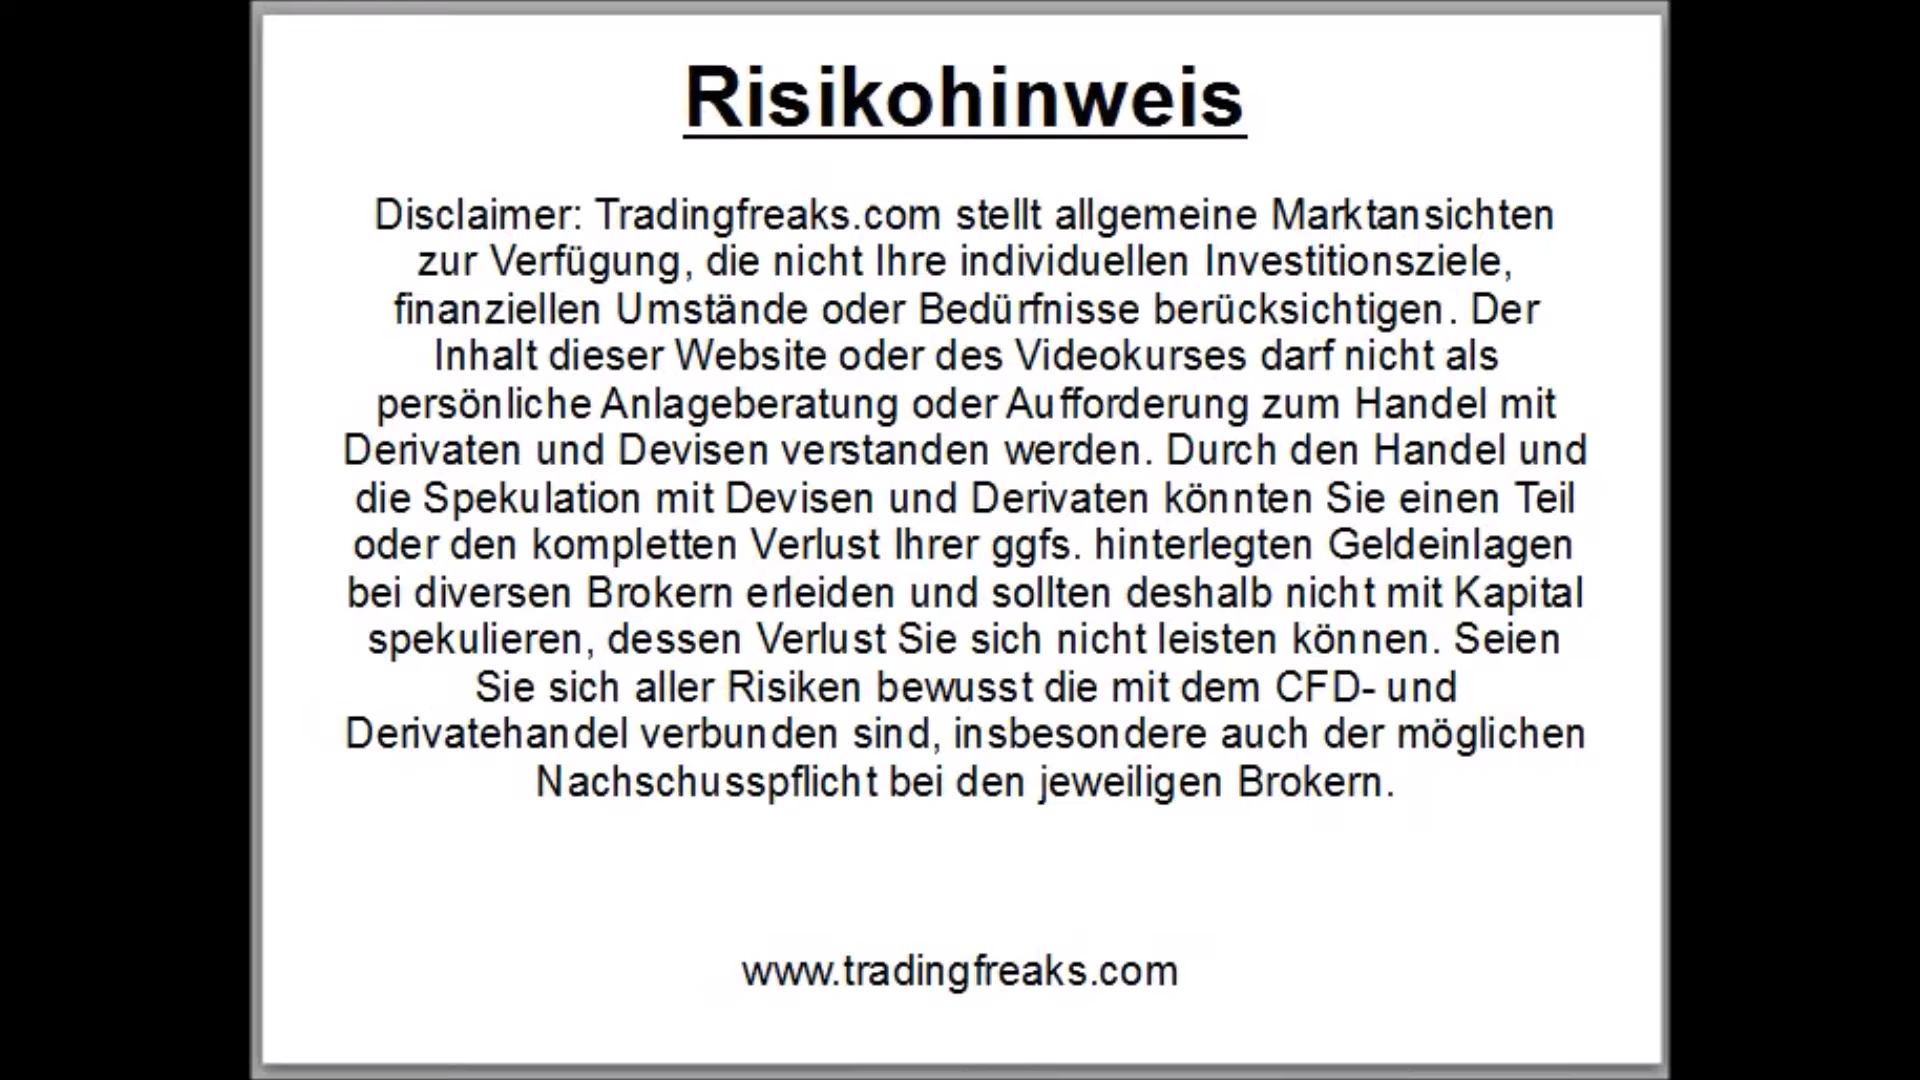 Risikohinweis
Disclaimer: Tradingfreaks.com stellt allgemeine Marktansichten
zur Verfügung, die nicht Ihre individuellen Investitionsziele,
finanziellen Umstände oder Bedürfnisse berücksichtigen. Der
Inhalt dieser Website oder des Videokurses darf nicht als
persönliche Anlageberatung oder Aufforderung zum Handel mit
Derivaten und Devisen verstanden werden. Durch den Handel und
die Spekulation mit Devisen und Derivaten könnten Sie einen Teil
oder den kompletten Verlust Ihrer ggfs. hinterlegten Geldeinlagen
bei diversen Brokern erleiden und sollten deshalb nicht mit Kapital
spekulieren, dessen Verlust Sie sich nicht leisten können. Seien
Sie sich aller Risiken bewusst die mit dem CFD- und
Derivatehandel verbunden sind, insbesondere auch der möglichen
Nachschusspflicht bei den jeweiligen Brokern.
www.tradingfreaks.com